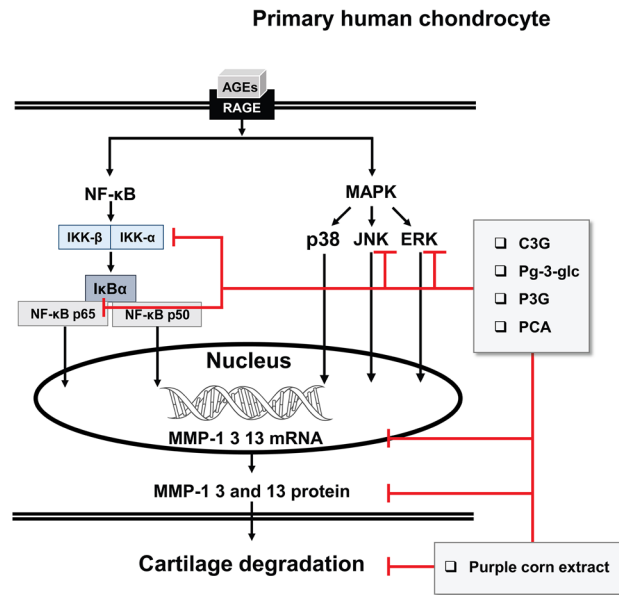 Primary human chondrocyte
AGEs
RAGE
NF-κB
MAPK
IKK-β IKK-α
p38 JNK ERK
IκBα
NF-κB p65 NF-κB p50
❑ C3G
❑ Pg-3-glc
❑ P3G
❑ PCA
Nucleus
MMP-1 3 13 mRNA
MMP-1 3 and 13 protein
Cartilage degradation
❑ Purple corn extract